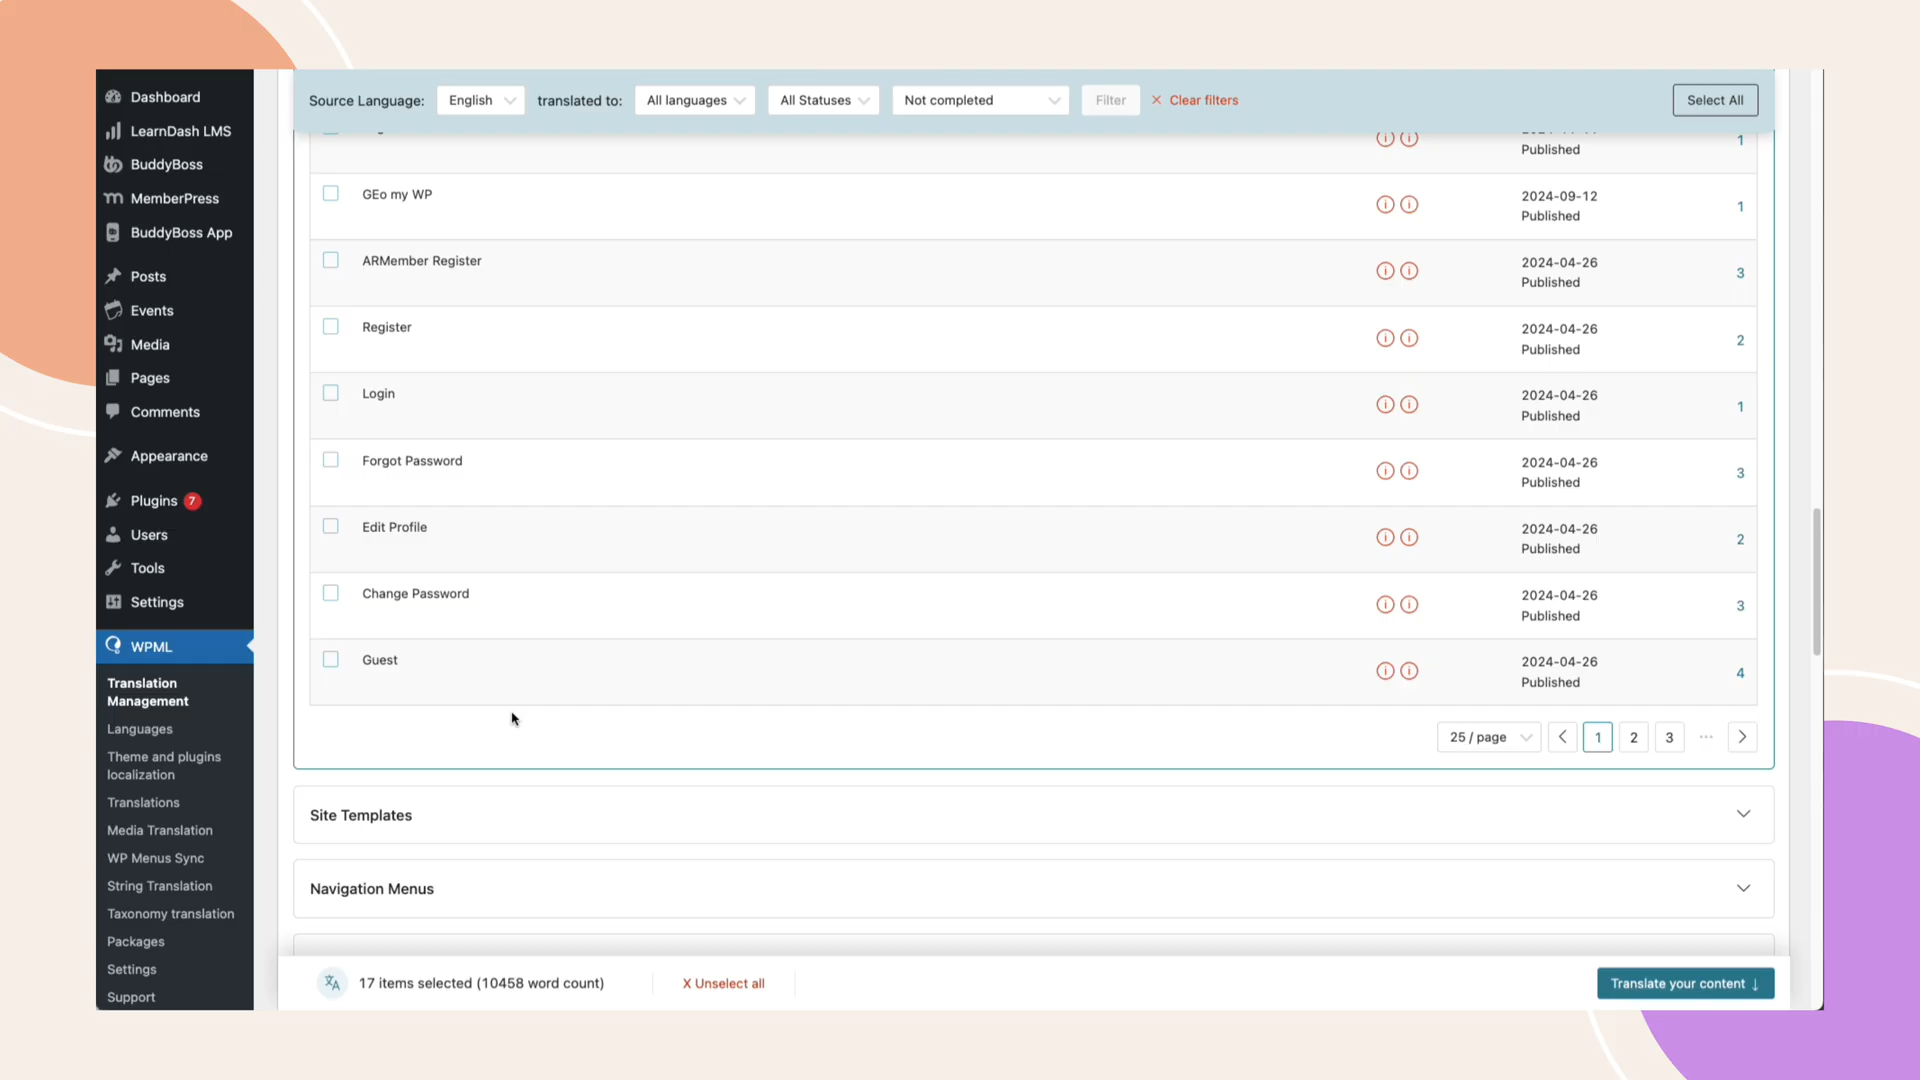 Dashboard
LearnDash LMS
BuddyBoss
MemberPress
BuddyBoss App
Posts
Events
Media
Pages
Comments
Appearance
Plugins 7
Users
Tools
Settings
WPML
Translation
Management
Languages
Theme and plugins
localization
Translations
Media Translation
WP Menus Sync
String Translation
Taxonomy translation
Packages
Settings
Support
Source Language: English translated to: All languages All Statuses Not completed Filter × Clear filters Select All
Published 1
GEo my WP 2024-09-12
Published 1
ARMember Register 2024-04-26
Published 3
Register 2024-04-26
Published 2
Login 2024-04-26
Published 1
Forgot Password 2024-04-26
Published 3
Edit Profile 2024-04-26
Published 2
Change Password 2024-04-26
Published 3
Guest 2024-04-26
Published 4
25 / page < 1 2 3 ··· >
Site Templates
Navigation Menus
17 items selected (10458 word count) X Unselect all Translate your content ↓